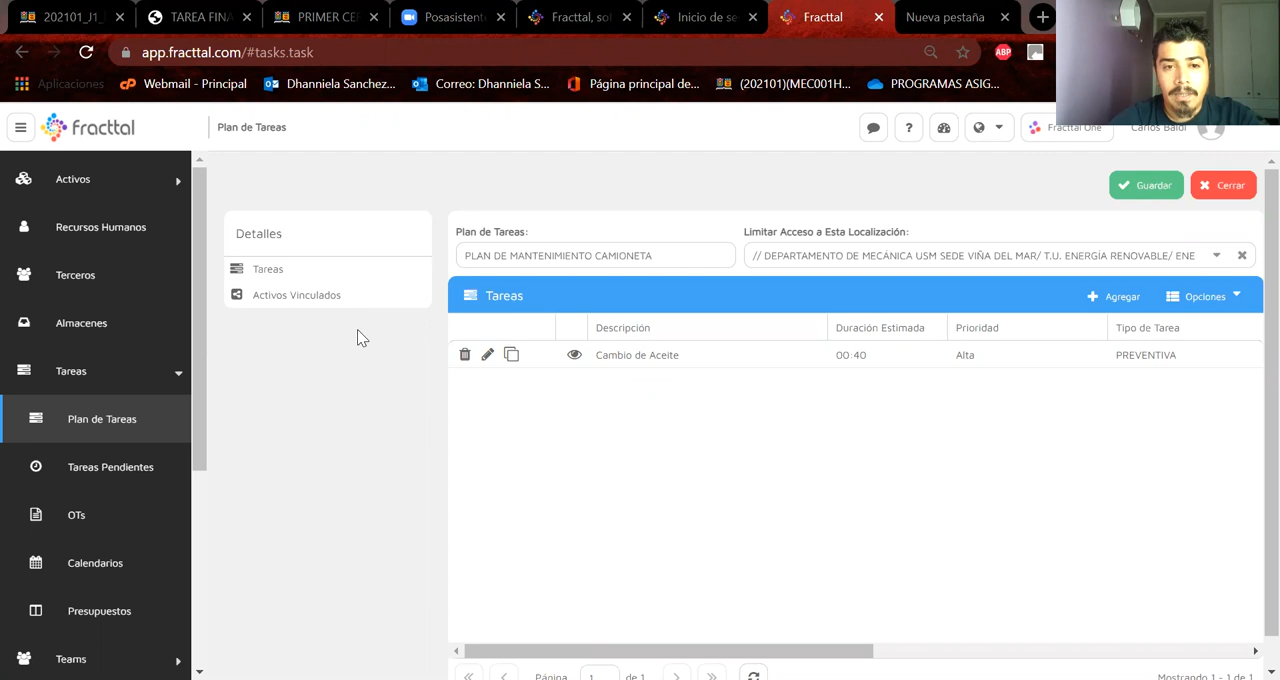 202101_J1_
TAREA FINA
PRIMER CE
Posasistent
Fracttal, sof
Inicio de se
Fracttal
Nueva pestaña
app.fracttal.com/#tasks.task
ABP
Aplicaciones
Webmail - Principal
Dhanniela Sanchez...
Correo: Dhanniela S...
Página principal de...
(202101)(MEC001H...
PROGRAMAS ASIG...
fracttal
Plan de Tareas
?
Fracttal One
Carlos Baldi
Activos
Recursos Humanos
Terceros
Almacenes
Tareas
Plan de Tareas
Tareas Pendientes
OTs
Calendarios
Presupuestos
Teams
Guardar
Cerrar
Detalles
Tareas
Activos Vinculados
Plan de Tareas:
Limitar Acceso a Esta Localización:
PLAN DE MANTENIMIENTO CAMIONETA
// DEPARTAMENTO DE MECÁNICA USM SEDE VIÑA DEL MAR/ T.U. ENERGÍA RENOVABLE/ ENE
Tareas
Agregar
Opciones
Descripción Duración Estimada Prioridad Tipo de Tarea
Cambio de Aceite 00:40 Alta PREVENTIVA
Página 1 de 1
Mostrando 1 - 1 de 1